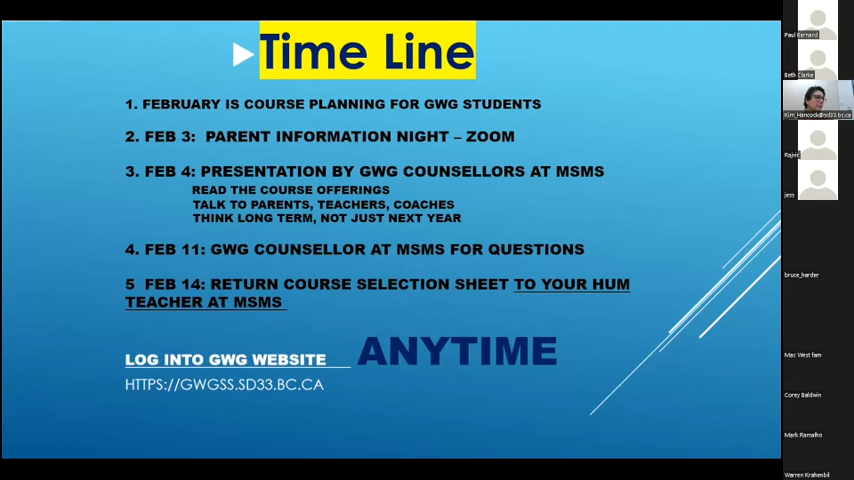 Time Line
1. FEBRUARY IS COURSE PLANNING FOR GWG STUDENTS
2. FEB 3: PARENT INFORMATION NIGHT – ZOOM
3. FEB 4: PRESENTATION BY GWG COUNSELLORS AT MSMS
READ THE COURSE OFFERINGS
TALK TO PARENTS, TEACHERS, COACHES
THINK LONG TERM, NOT JUST NEXT YEAR
4. FEB 11: GWG COUNSELLOR AT MSMS FOR QUESTIONS
5 FEB 14: RETURN COURSE SELECTION SHEET TO YOUR HUM
TEACHER AT MSMS
LOG INTO GWG WEBSITE ANYTIME
HTTPS://GWGSS.SD33.BC.CA
Paul Bernard
Beth Clarke
Kim_Hancock@sd33.bc.ca
Rajvir
jess
bruce_harder
Mac West fam
Corey Baldwin
Mark Ramalho
Warren Krahenbil